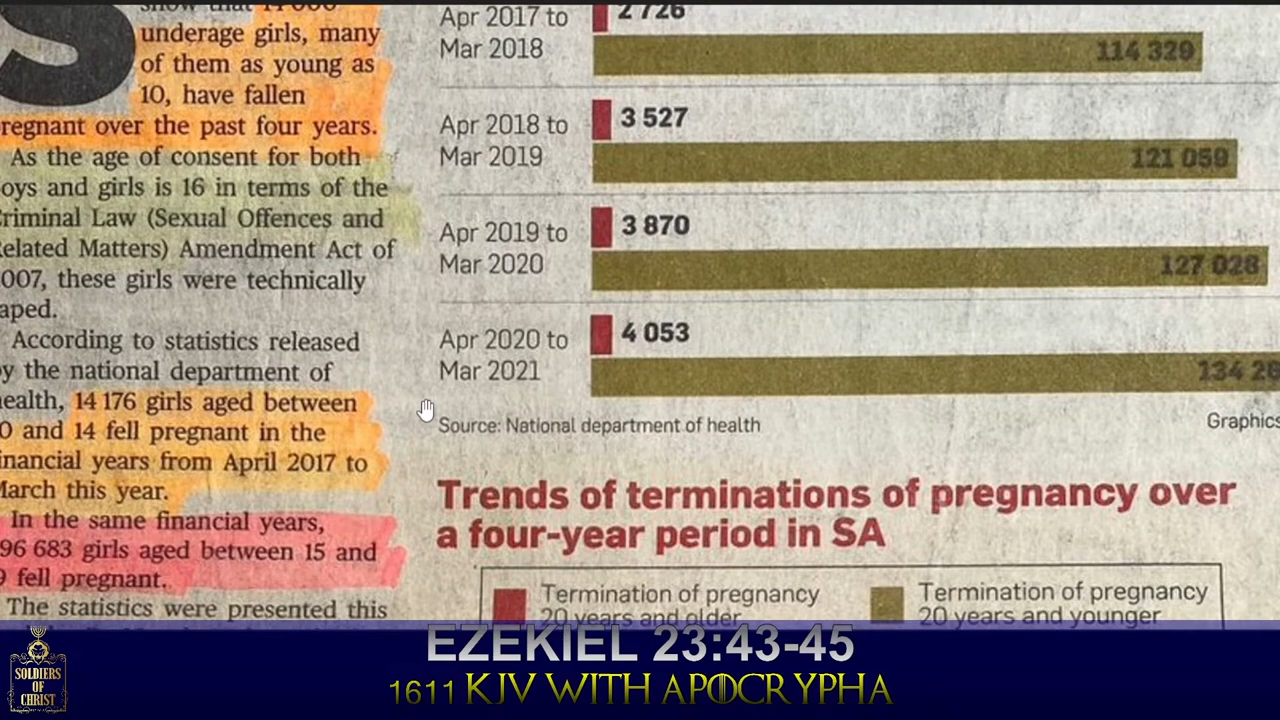 show that 14 000
underage girls, many
of them as young as
10, have fallen
regnant over the past four years.
As the age of consent for both
oys and girls is 16 in terms of the
riminal Law (Sexual Offences and
elated Matters) Amendment Act of
007, these girls were technically
aped.
According to statistics released
y the national department of
ealth, 14 176 girls aged between
0 and 14 fell pregnant in the
inancial years from April 2017 to
March this year.
In the same financial years,
96 683 girls aged between 15 and
9 fell pregnant.
The statistics were presented this
Apr 2017 to
Mar 2018
2 726
114 329
Apr 2018 to
Mar 2019
3 527
121 059
Apr 2019 to
Mar 2020
3 870
127 028
Apr 2020 to
Mar 2021
4 053
134 26
Source: National department of health
Graphics
Trends of terminations of pregnancy over
a four-year period in SA
Termination of pregnancy
20 years and older
Termination of pregnancy
20 years and younger
EZEKIEL 23:43-45
1611 KJV WITH APOCRYPHA
SOLDIERS
OF
CHRIST